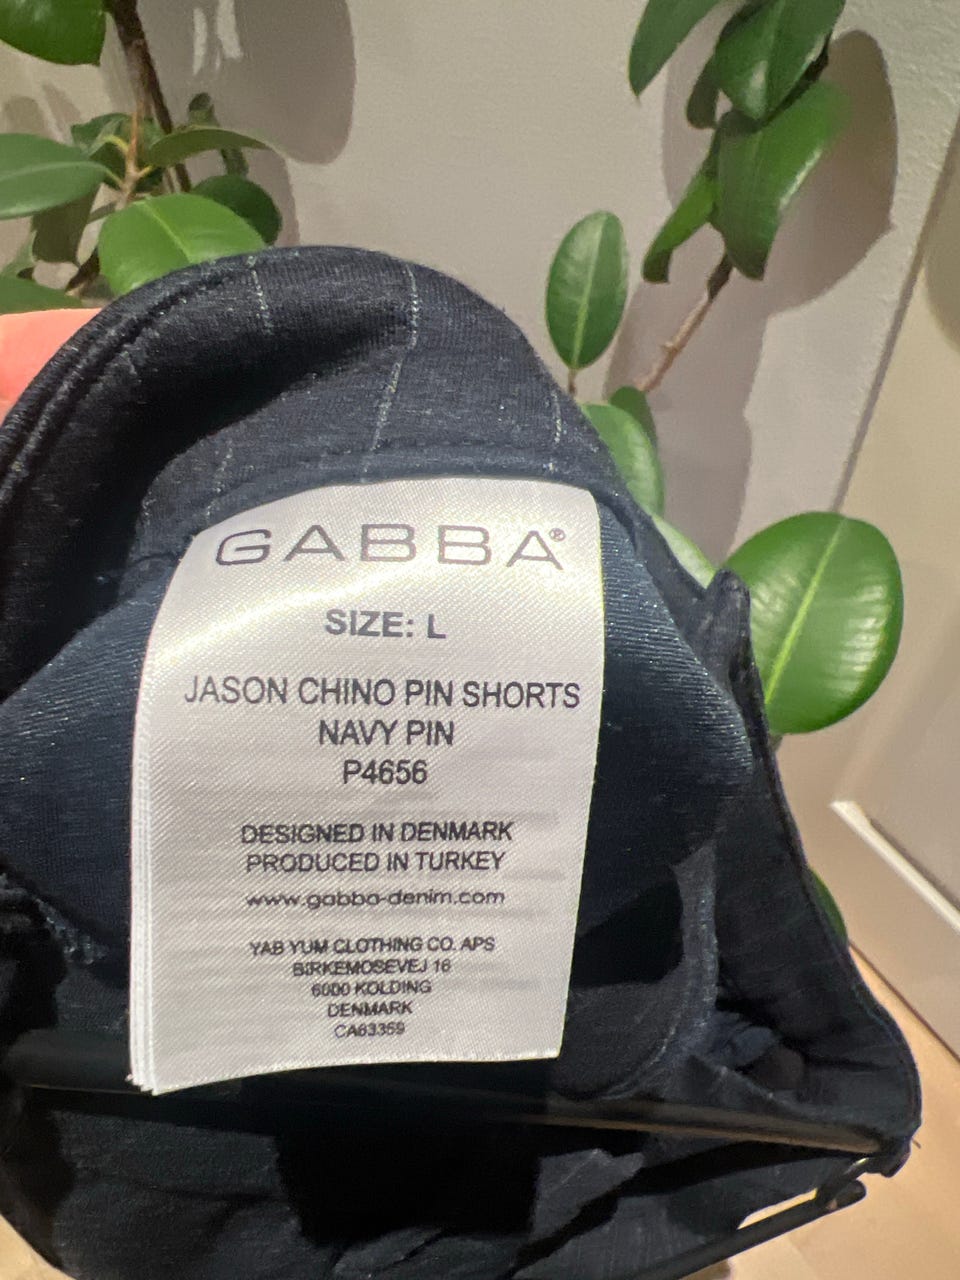 GABBA®
SIZE: L
JASON CHINO PIN SHORTS
NAVY PIN
P4656
DESIGNED IN DENMARK
PRODUCED IN TURKEY
www.gabba-denim.com
YAB YUM CLOTHING CO. APS
BIRKEMOSEVEJ 16
6000 KOLDING
DENMARK
CA63359